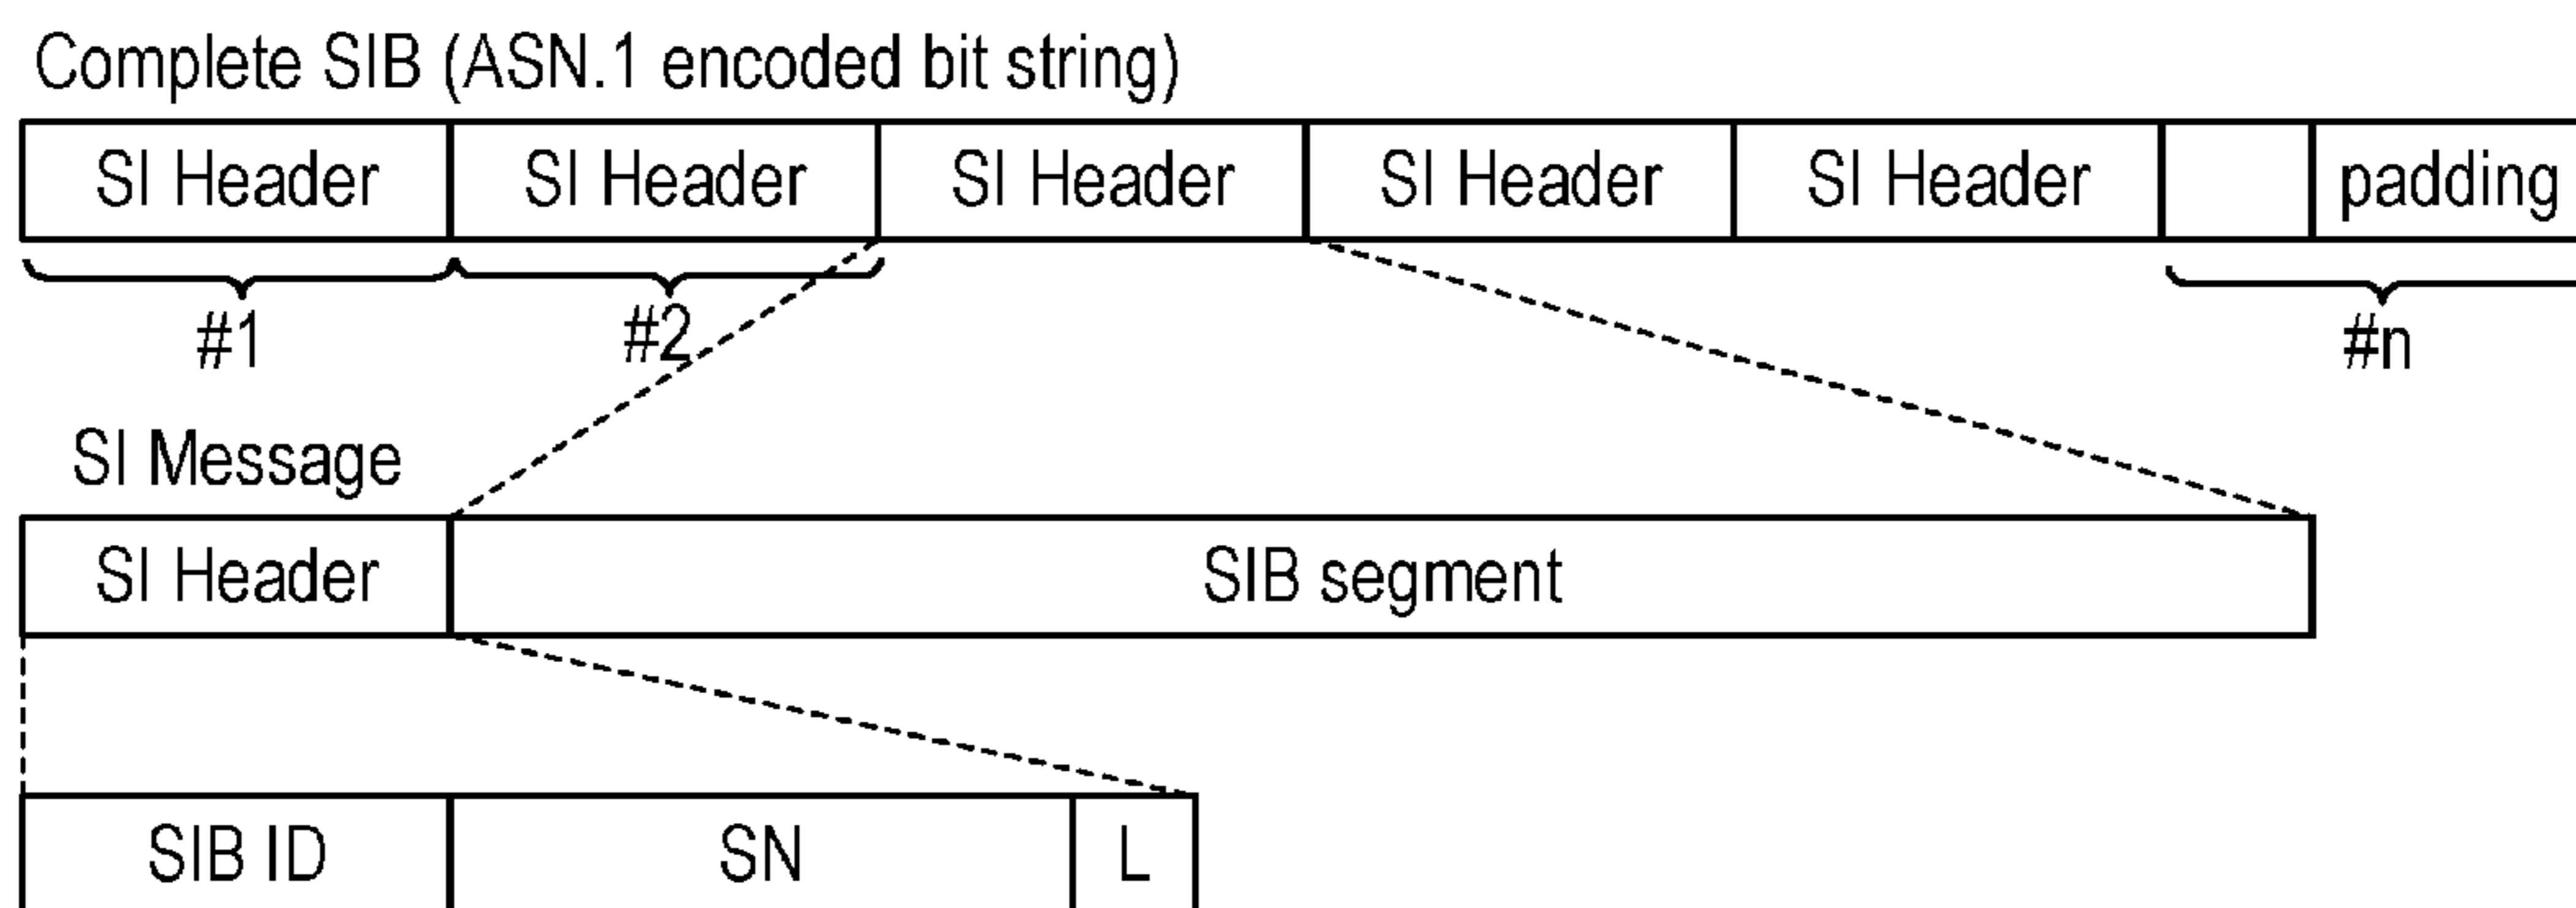 Complete SIB (ASN.1 encoded bit string)
SI Header SI Header SI Header SI Header SI Header padding
#1 #2 #n
SI Message
SI Header SIB segment
SIB ID SN L